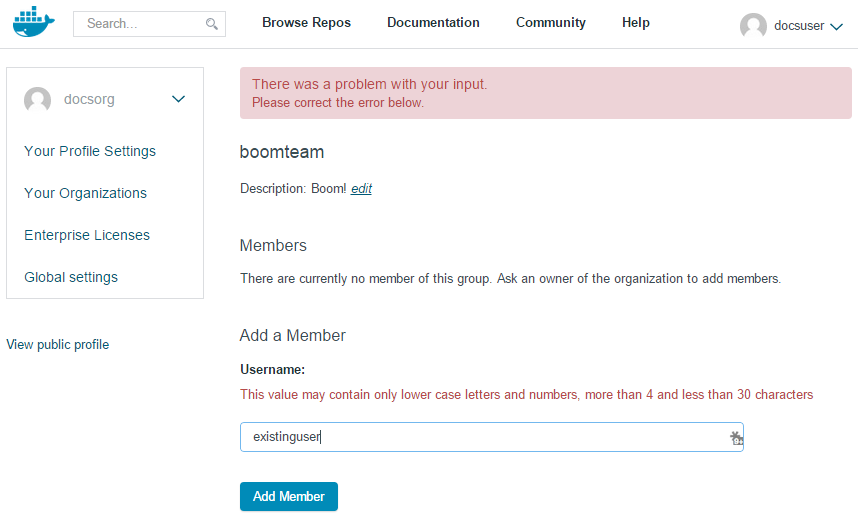 Search...
Browse Repos
Documentation
Community
Help
docsuser
docsorg
Your Profile Settings
Your Organizations
Enterprise Licenses
Global settings
View public profile
There was a problem with your input.
Please correct the error below.
boomteam
Description: Boom! edit
Members
There are currently no member of this group. Ask an owner of the organization to add members.
Add a Member
Username:
This value may contain only lower case letters and numbers, more than 4 and less than 30 characters
existinguser
Add Member